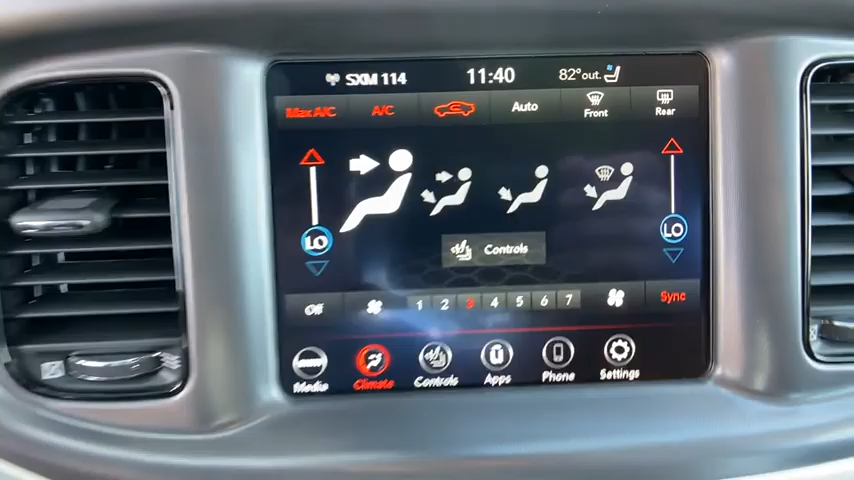 SXM 114 11:40 82° out.
Max A/C A/C Auto Front Rear
LO LO
Controls
Off 1 2 3 4 5 6 7 Sync
Media Climate Controls Apps Phone Settings